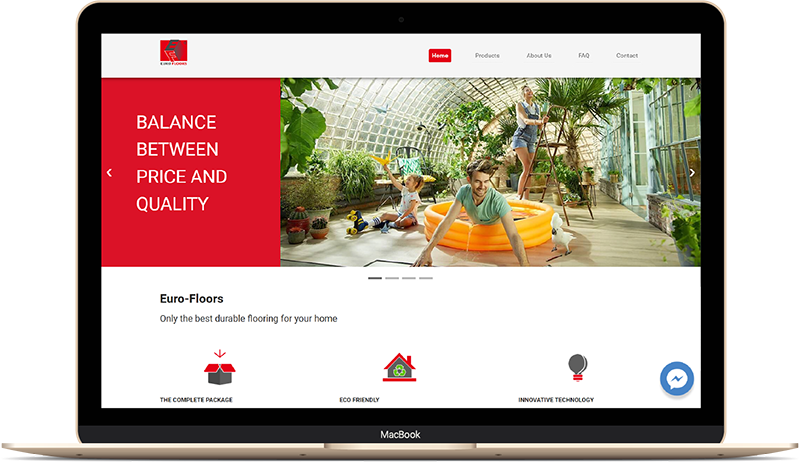 EURO FLOORS
Home Products About Us FAQ Contact
BALANCE
BETWEEN
PRICE AND
QUALITY
Euro-Floors
Only the best durable flooring for your home
THE COMPLETE PACKAGE ECO FRIENDLY INNOVATIVE TECHNOLOGY
MacBook